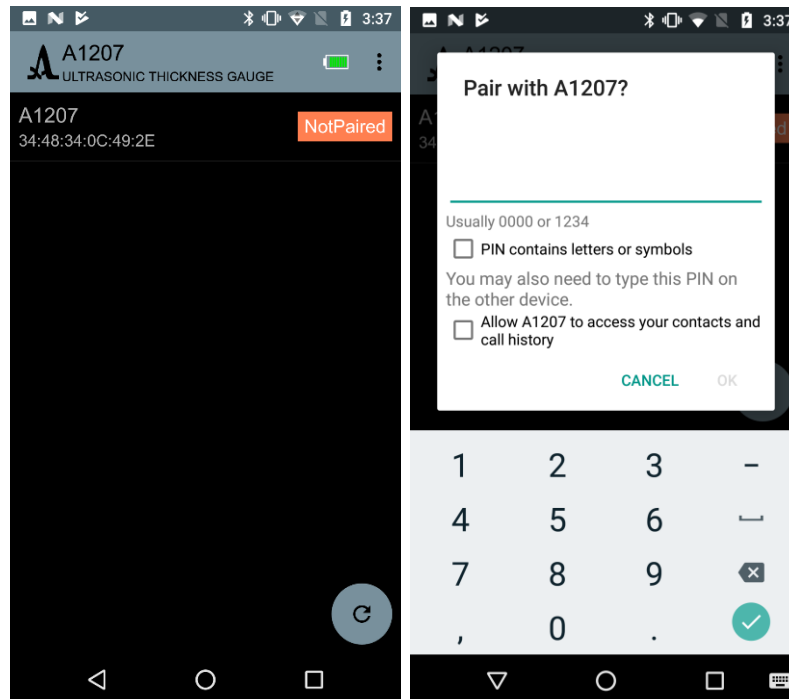 3:37
A1207
ULTRASONIC THICKNESS GAUGE
A1207
NotPaired
34:48:34:0C:49:2E
3:37
Pair with A1207?
Usually 0000 or 1234
PIN contains letters or symbols
You may also need to type this PIN on
the other device.
Allow A1207 to access your contacts and
call history
CANCEL OK
1 2 3 -
4 5 6
7 8 9
, 0 .